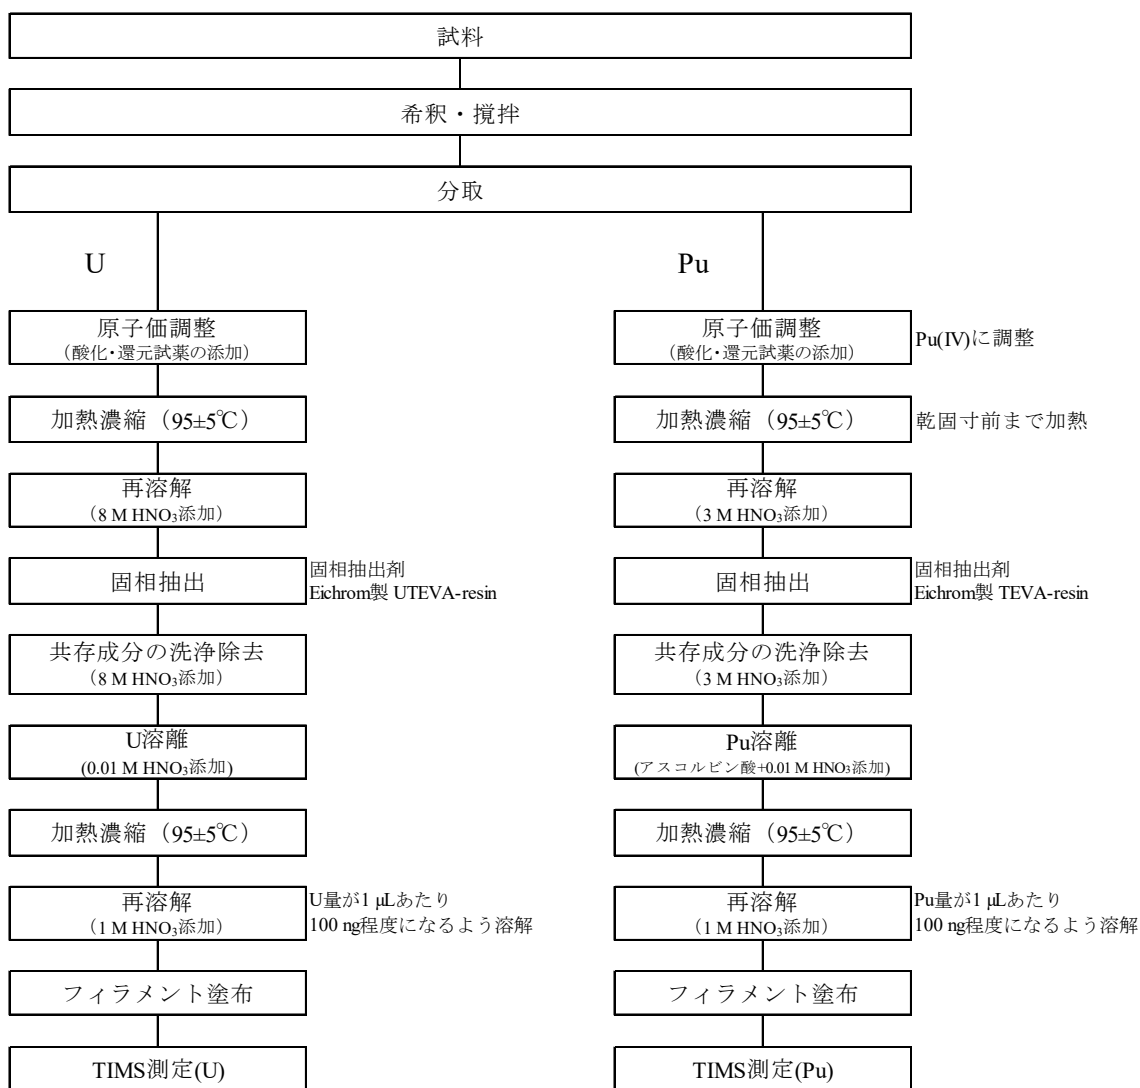 試料
希釈・撹拌
分取
U
原子価調整
（酸化・還元試薬の添加）
加熱濃縮（95±5℃）
再溶解
（8 M HNO₃添加）
固相抽出
固相抽出剤
Eichrom製 UTEVA-resin
共存成分の洗浄除去
（8 M HNO₃添加）
U溶離
(0.01 M HNO₃添加)
加熱濃縮（95±5℃）
再溶解
（1 M HNO₃添加）
U量が1 μLあたり
100 ng程度になるよう溶解
フィラメント塗布
TIMS測定(U)
Pu
原子価調整
（酸化・還元試薬の添加）
Pu(IV)に調整
加熱濃縮（95±5℃）
乾固寸前まで加熱
再溶解
（3 M HNO₃添加）
固相抽出
固相抽出剤
Eichrom製 TEVA-resin
共存成分の洗浄除去
（3 M HNO₃添加）
Pu溶離
(アスコルビン酸+0.01 M HNO₃添加)
加熱濃縮（95±5℃）
再溶解
（1 M HNO₃添加）
Pu量が1 μLあたり
100 ng程度になるよう溶解
フィラメント塗布
TIMS測定(Pu)